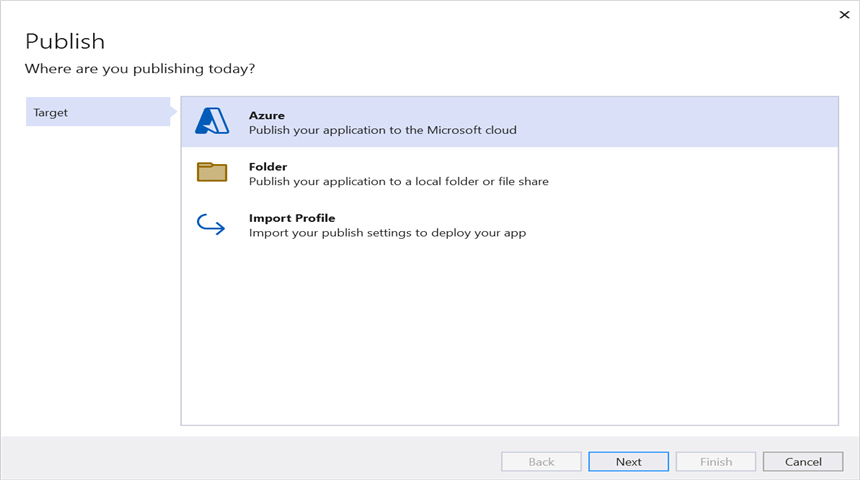 Publish
Where are you publishing today?
Target
Azure
Publish your application to the Microsoft cloud
Folder
Publish your application to a local folder or file share
Import Profile
Import your publish settings to deploy your app
Back
Next
Finish
Cancel